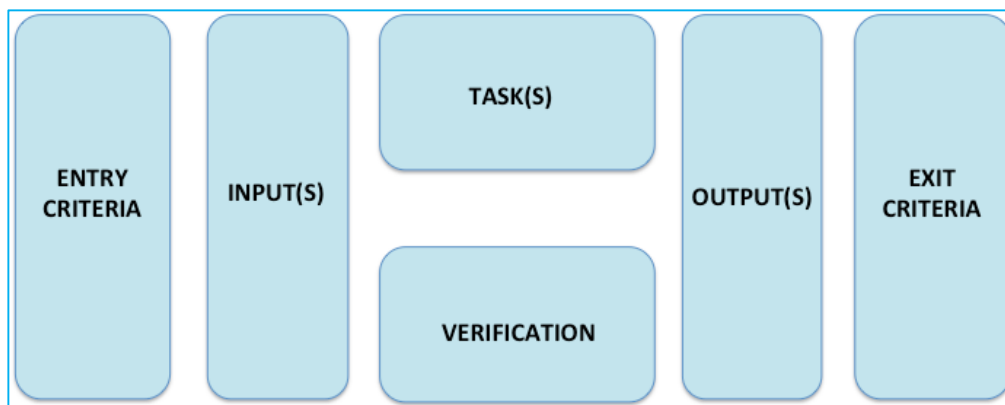 ENTRY
CRITERIA
INPUT(S)
TASK(S)
VERIFICATION
OUTPUT(S)
EXIT
CRITERIA